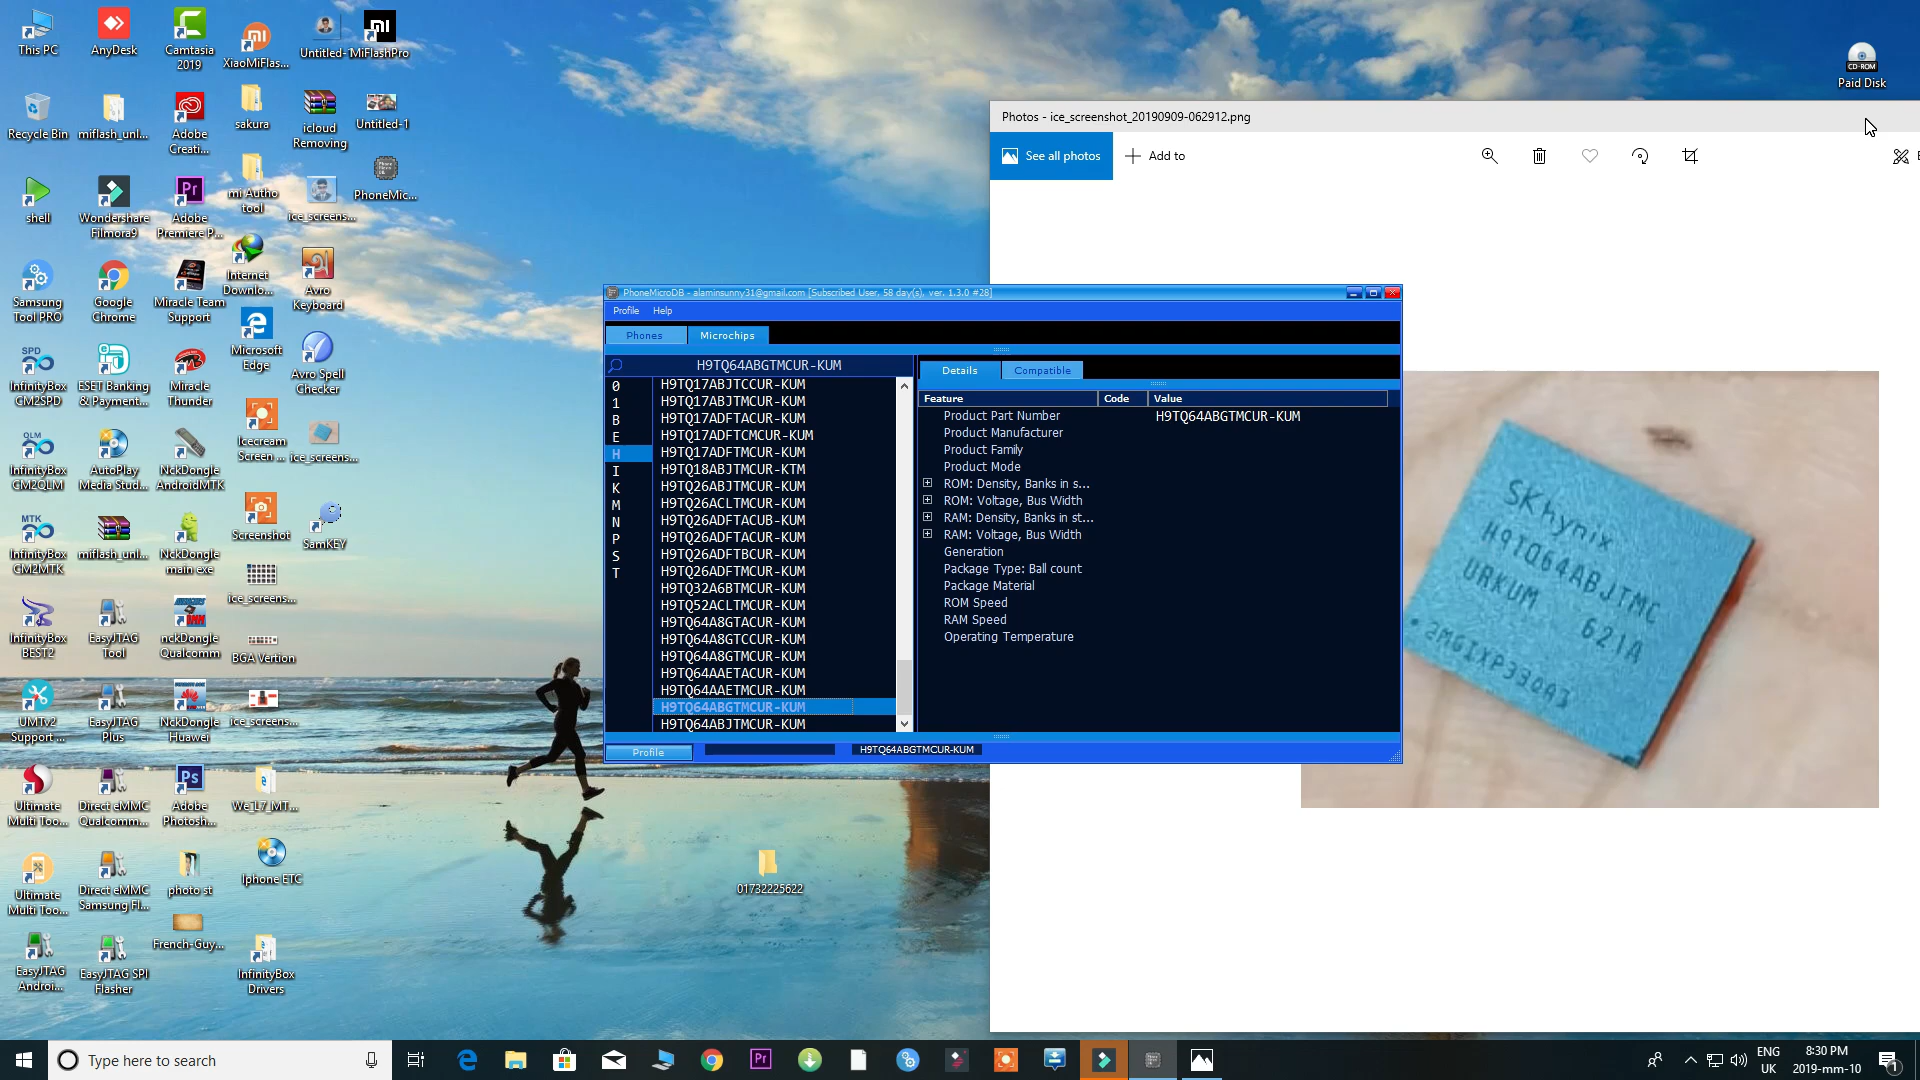 This PC
AnyDesk
Camtasia
2019
XiaoMiFlas...
Untitled-1
MiFlashPro
CD-ROM
Paid Disk
Recycle Bin
miflash_unl...
Adobe
Creati...
sakura
icloud
Removing
Untitled-1
shell
Wondershare
Filmora9
Adobe
Premiere P...
mi Autho
tool
ice_screens...
PhoneMic...
Samsung
Tool PRO
Google
Chrome
Miracle Team
Support
Internet
Downlo...
Avro
Keyboard
InfinityBox
CM2SPD
ESET Banking
& Payment...
Miracle
Thunder
Microsoft
Edge
Avro Spell
Checker
InfinityBox
CM2QLM
AutoPlay
Media Stud...
NckDongle
AndroidMTK
Icecream
Screen ...
ice_screens...
InfinityBox
CM2MTK
miflash_unl...
NckDongle
main exe
Screenshot
SamKEY
InfinityBox
BEST2
EasyJTAG
Tool
nckDongle
Qualcomm
ice_screens...
BGA Vertion
UMTv2
Support ...
EasyJTAG
Plus
NckDongle
Huawei
ice_screens...
Ultimate
Multi Too...
Direct eMMC
Qualcomm...
Adobe
Photosh...
We_L7_MT...
Ultimate
Multi Too...
Direct eMMC
Samsung Fl...
photo st
Iphone ETC
French-Guy...
EasyJTAG
Androi...
EasyJTAG SPI
Flasher
InfinityBox
Drivers
01732225622
Photos - ice_screenshot_20190909-062912.png
See all photos
Add to
PhoneMicroDB - alaminsunny31@gmail.com [Subscribed User, 58 day(s), ver. 1.3.0 #28]
Profile Help
Phones Microchips
H9TQ64ABGTMCUR-KUM
0
1
B
E
H
I
K
M
N
P
S
T
H9TQ17ABJTCCUR-KUM
H9TQ17ABJTMCUR-KUM
H9TQ17ADFTACUR-KUM
H9TQ17ADFTCMCUR-KUM
H9TQ17ADFTMCUR-KUM
H9TQ18ABJTMCUR-KTM
H9TQ26ABJTMCUR-KUM
H9TQ26ACLTMCUR-KUM
H9TQ26ADFTACUB-KUM
H9TQ26ADFTACUR-KUM
H9TQ26ADFTBCUR-KUM
H9TQ26ADFTMCUR-KUM
H9TQ32A6BTMCUR-KUM
H9TQ52ACLTMCUR-KUM
H9TQ64A8GTACUR-KUM
H9TQ64A8GTCCUR-KUM
H9TQ64A8GTMCUR-KUM
H9TQ64AAETACUR-KUM
H9TQ64AAETMCUR-KUM
H9TQ64ABGTMCUR-KUM
H9TQ64ABJTMCUR-KUM
Details Compatible
Feature Code Value
Product Part Number H9TQ64ABGTMCUR-KUM
Product Manufacturer
Product Family
Product Mode
ROM: Density, Banks in s...
ROM: Voltage, Bus Width
RAM: Density, Banks in st...
RAM: Voltage, Bus Width
Generation
Package Type: Ball count
Package Material
ROM Speed
RAM Speed
Operating Temperature
Profile
H9TQ64ABGTMCUR-KUM
SKhynix
H9TQ64ABJTMC
URKUM 621A
Type here to search
ENG
UK
8:30 PM
2019-mm-10
1